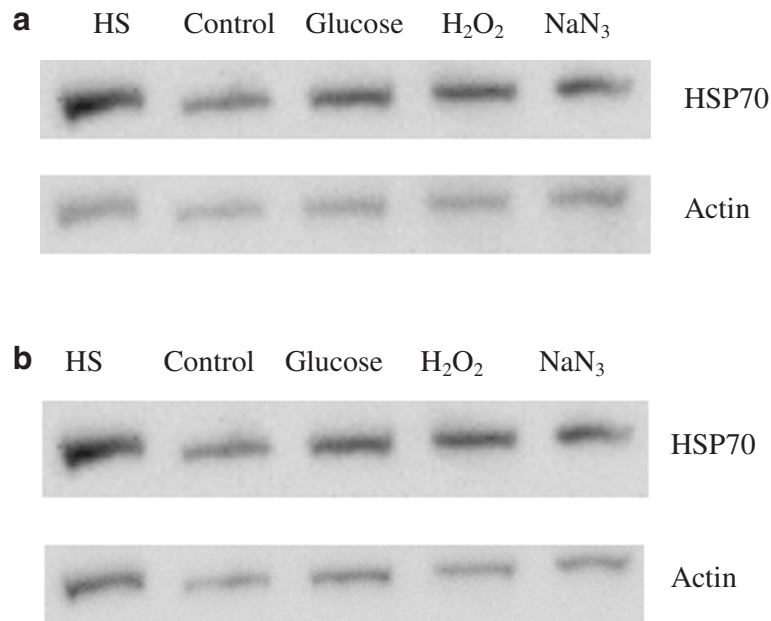 a HS Control Glucose H₂O₂ NaN₃
HSP70
Actin
b HS Control Glucose H₂O₂ NaN₃
HSP70
Actin